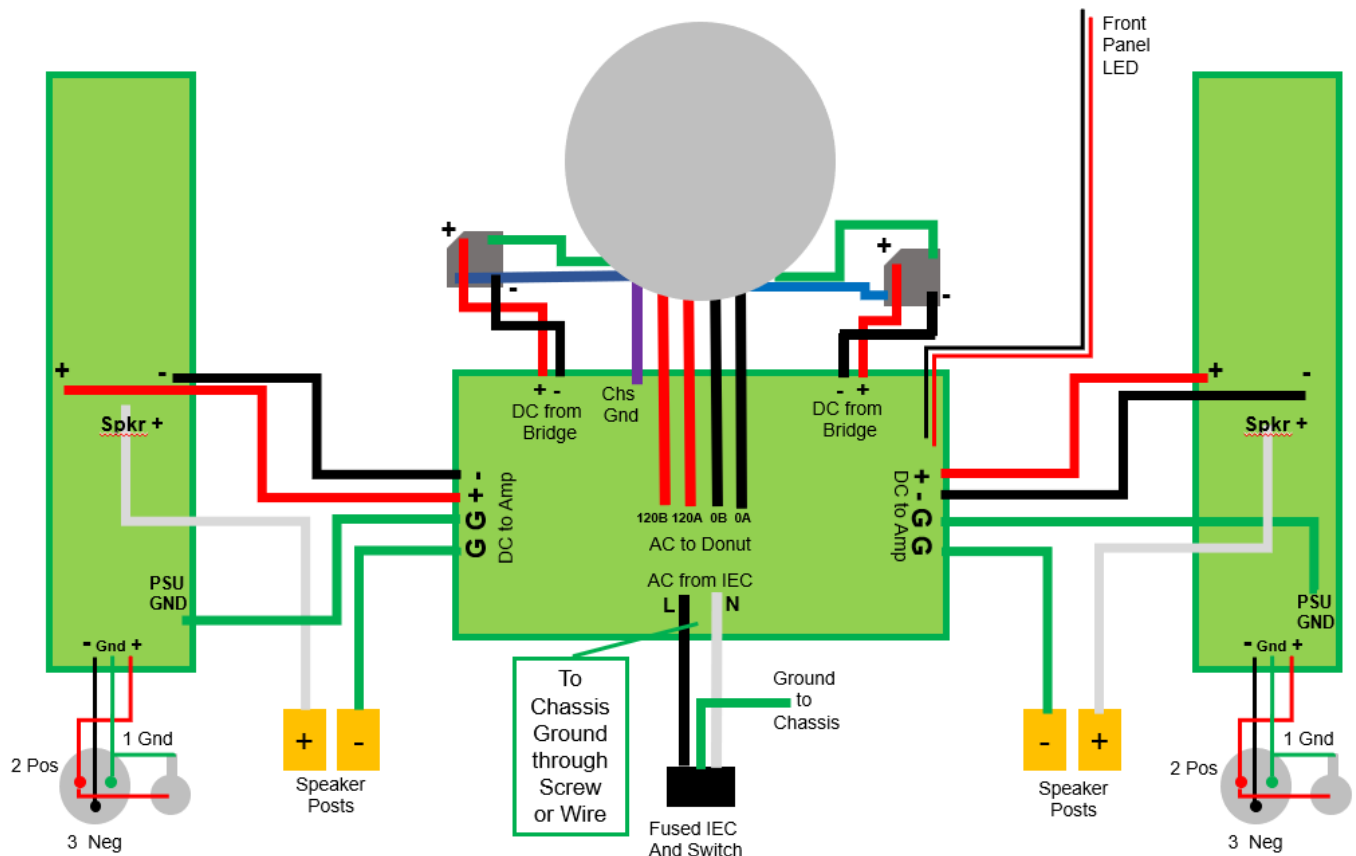 Front
Panel
LED
+
-
+
-
+ -
DC from
Bridge
Chs
Gnd
- +
DC from
Bridge
+ -
Spkr +
+ -
Spkr +
-
+
G
G
DC to Amp
+
-
G
G
DC to Amp
120B 120A 0B 0A
AC to Donut
AC from IEC
L N
PSU
GND
PSU
GND
- Gnd +
- Gnd +
To
Chassis
Ground
through
Screw
or Wire
Ground
to
Chassis
1 Gnd
2 Pos
3 Neg
+ -
Speaker
Posts
Fused IEC
And Switch
- +
Speaker
Posts
1 Gnd
2 Pos
3 Neg